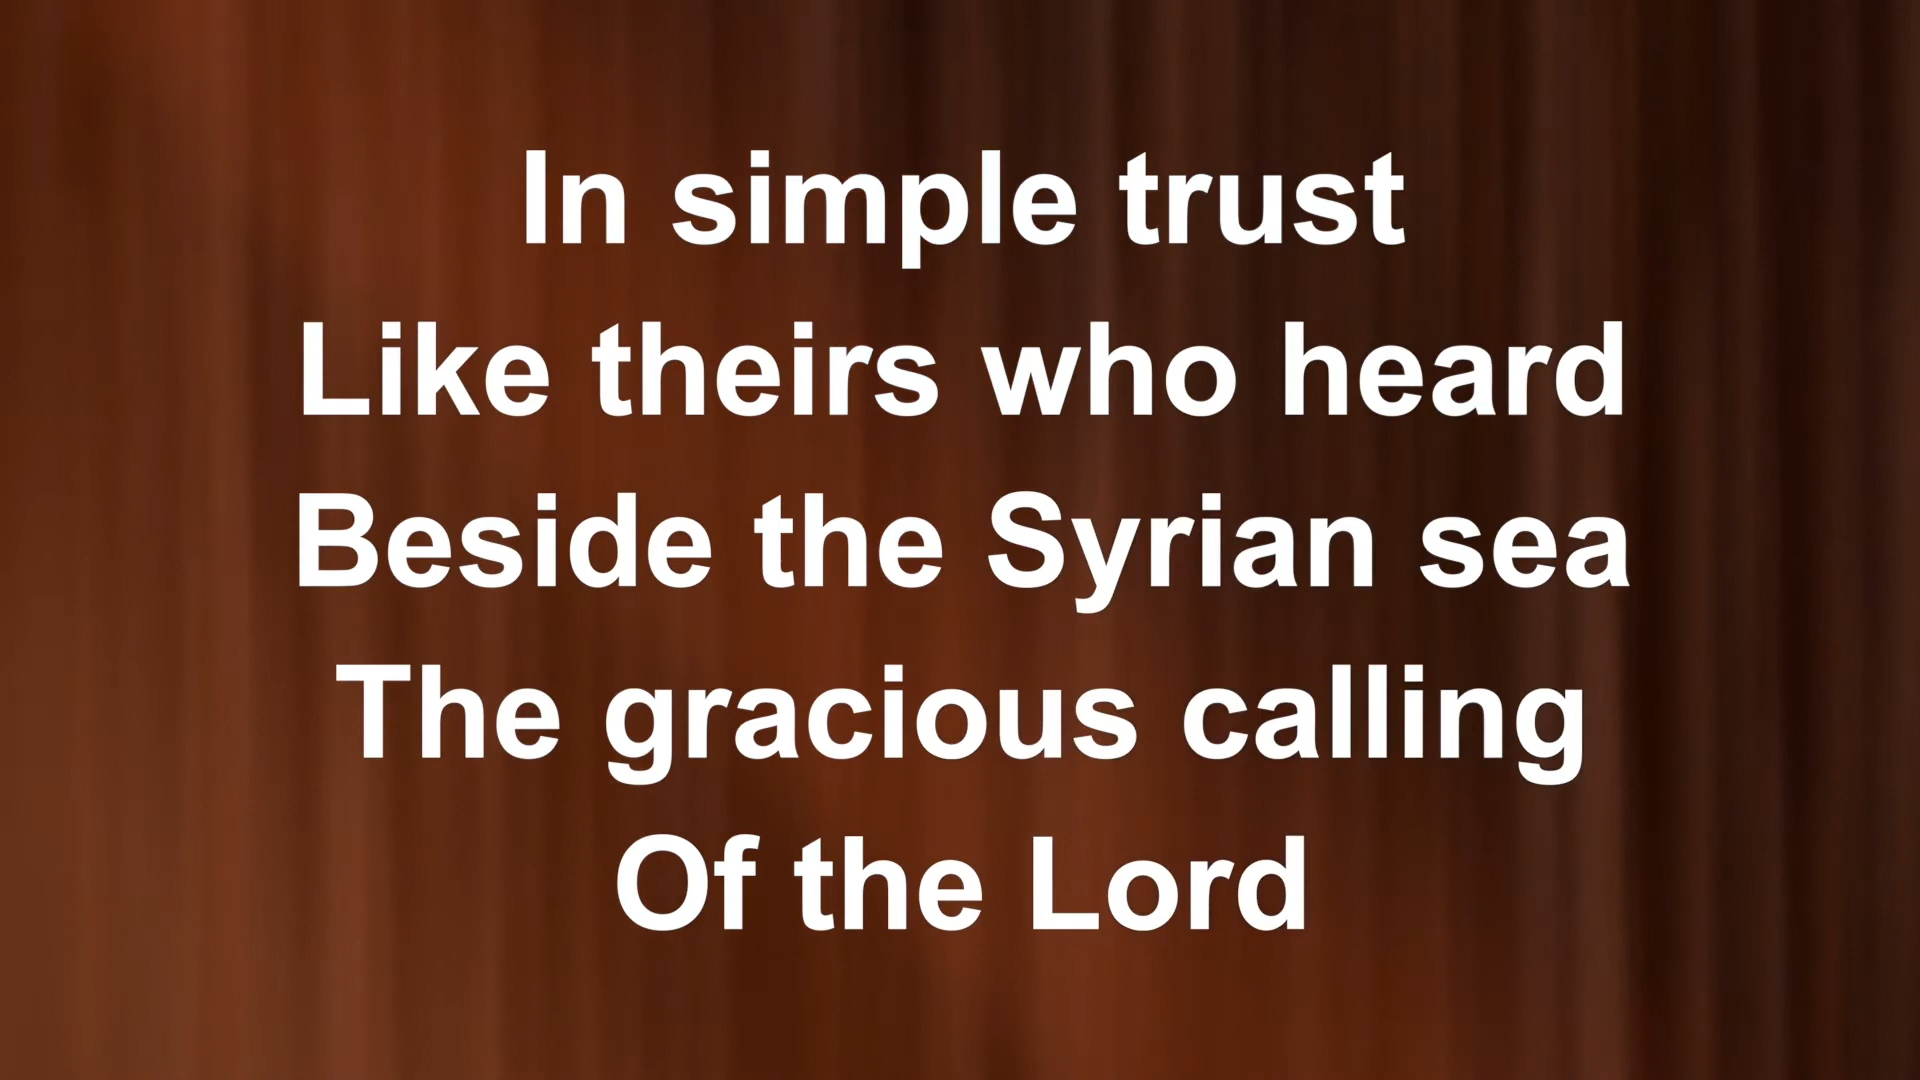 In simple trust
Like theirs who heard
Beside the Syrian sea
The gracious calling
Of the Lord